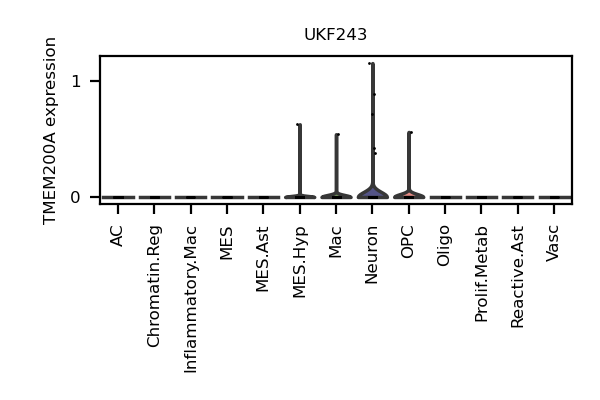 UKF243
TMEM200A expression
1
0
AC
Chromatin.Reg
Inflammatory.Mac
MES
MES.Ast
MES.Hyp
Mac
Neuron
OPC
Oligo
Prolif.Metab
Reactive.Ast
Vasc